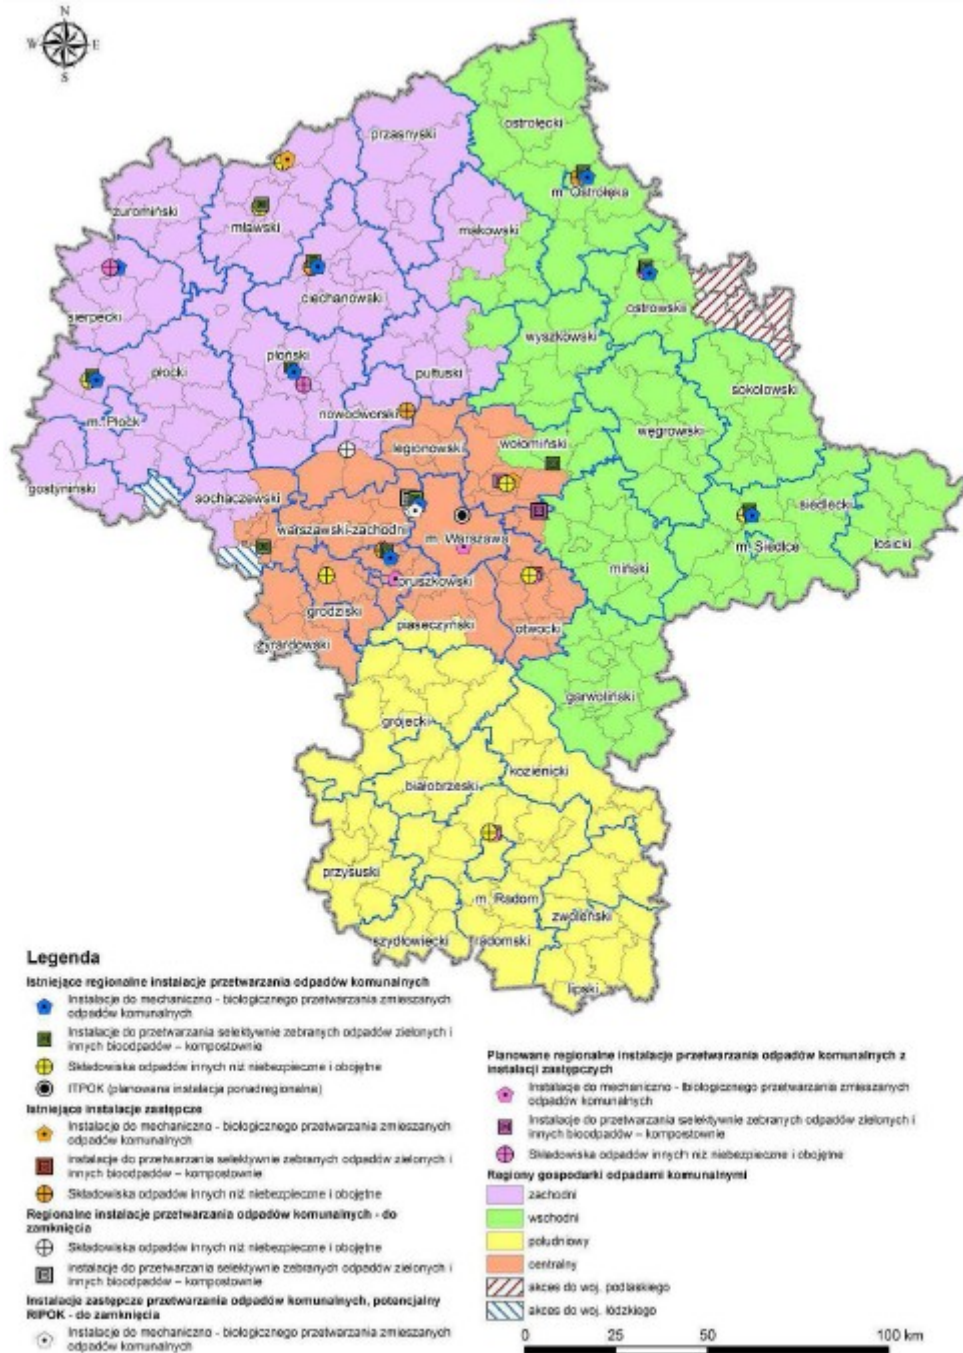 N
W E
S
ostrołęcki
przasnyski
m. Ostrołęka
żuromiński
mławski
makowski
ciechanowski
ostrowski
sierpecki
wyszkowski
płoński
płocki
pułtuski
sokołowski
m. Płock
nowodworski
węgrowski
legionowski
wołomiński
gostyniński
sochaczewski
siedlecki
warszawski-zachodni
m. Warszawa
m. Siedlce
łosicki
miński
pruszkowski
grodziski
piaseczyński
otwocki
żyrardowski
garwoliński
grójecki
kozienicki
białobrzeski
przysuski
m. Radom
zwoleński
szydłowiecki
radomski
lipski
Legenda
Istniejące regionalne instalacje przetwarzania odpadów komunalnych
Instalacje do mechaniczno - biologicznego przetwarzania zmieszanych
odpadów komunalnych
Instalacje do przetwarzania selektywnie zebranych odpadów zielonych i
innych bioodpadów – kompostownie
Składowiska odpadów innych niż niebezpieczne i obojętne
ITPOK (planowana instalacja ponadregionalna)
Istniejące instalacje zastępcze
Instalacje do mechaniczno - biologicznego przetwarzania zmieszanych
odpadów komunalnych
instalacje do przetwarzania selektywnie zebranych odpadów zielonych i
innych bioodpadów – kompostownie
Składowiska odpadów innych niż niebezpieczne i obojętne
Regionalne instalacje przetwarzania odpadów komunalnych - do
zamknięcia
Składowiska odpadów innych niż niebezpieczne i obojętne
instalacje do przetwarzania selektywnie zebranych odpadów zielonych i
innych bioodpadów – kompostownie
Instalacje zastępcze przetwarzania odpadów komunalnych, potencjalny
RIPOK - do zamknięcia
Instalacje do mechaniczno - biologicznego przetwarzania zmieszanych
odpadów komunalnych
Planowane regionalne instalacje przetwarzania odpadów komunalnych z
instalacji zastępczych
Instalacje do mechaniczno - biologicznego przetwarzania zmieszanych
odpadów komunalnych
Instalacje do przetwarzania selektywnie zebranych odpadów zielonych i
innych bioodpadów – kompostownie
Składowiska odpadów innych niż niebezpieczne i obojętne
Regiony gospodarki odpadami komunalnymi
zachodni
wschodni
południowy
centralny
akces do woj. podlaskiego
akces do woj. łódzkiego
0 25 50 100 km